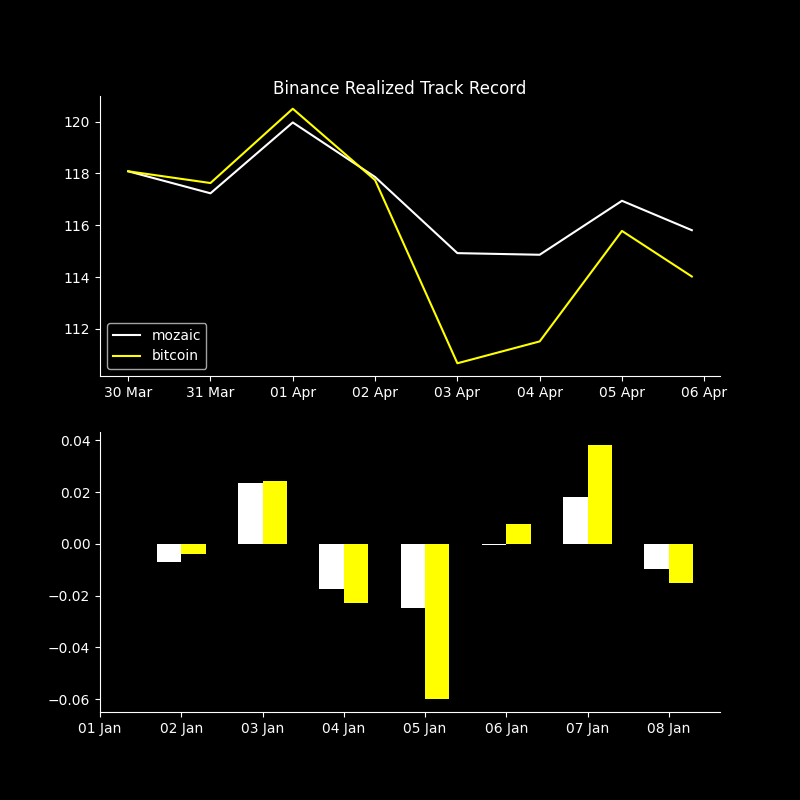 Binance Realized Track Record
120
118
116
114
112
mozaic
bitcoin
30 Mar 31 Mar 01 Apr 02 Apr 03 Apr 04 Apr 05 Apr 06 Apr
0.04
0.02
0.00
−0.02
−0.04
−0.06
01 Jan 02 Jan 03 Jan 04 Jan 05 Jan 06 Jan 07 Jan 08 Jan